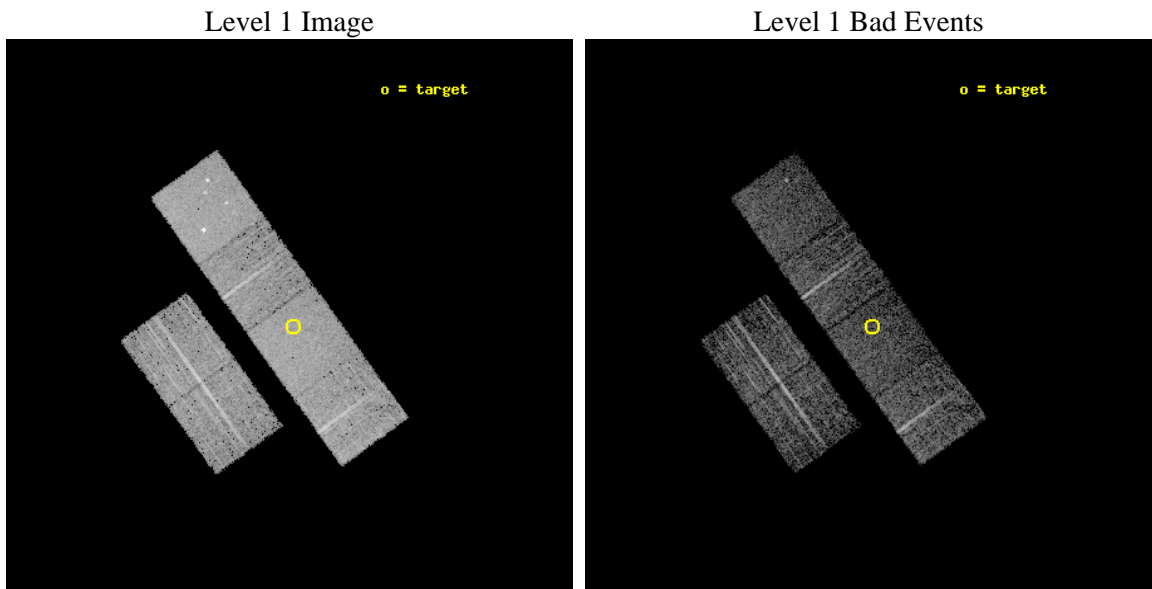 Level 1 Image
Level 1 Bad Events
o = target
o = target